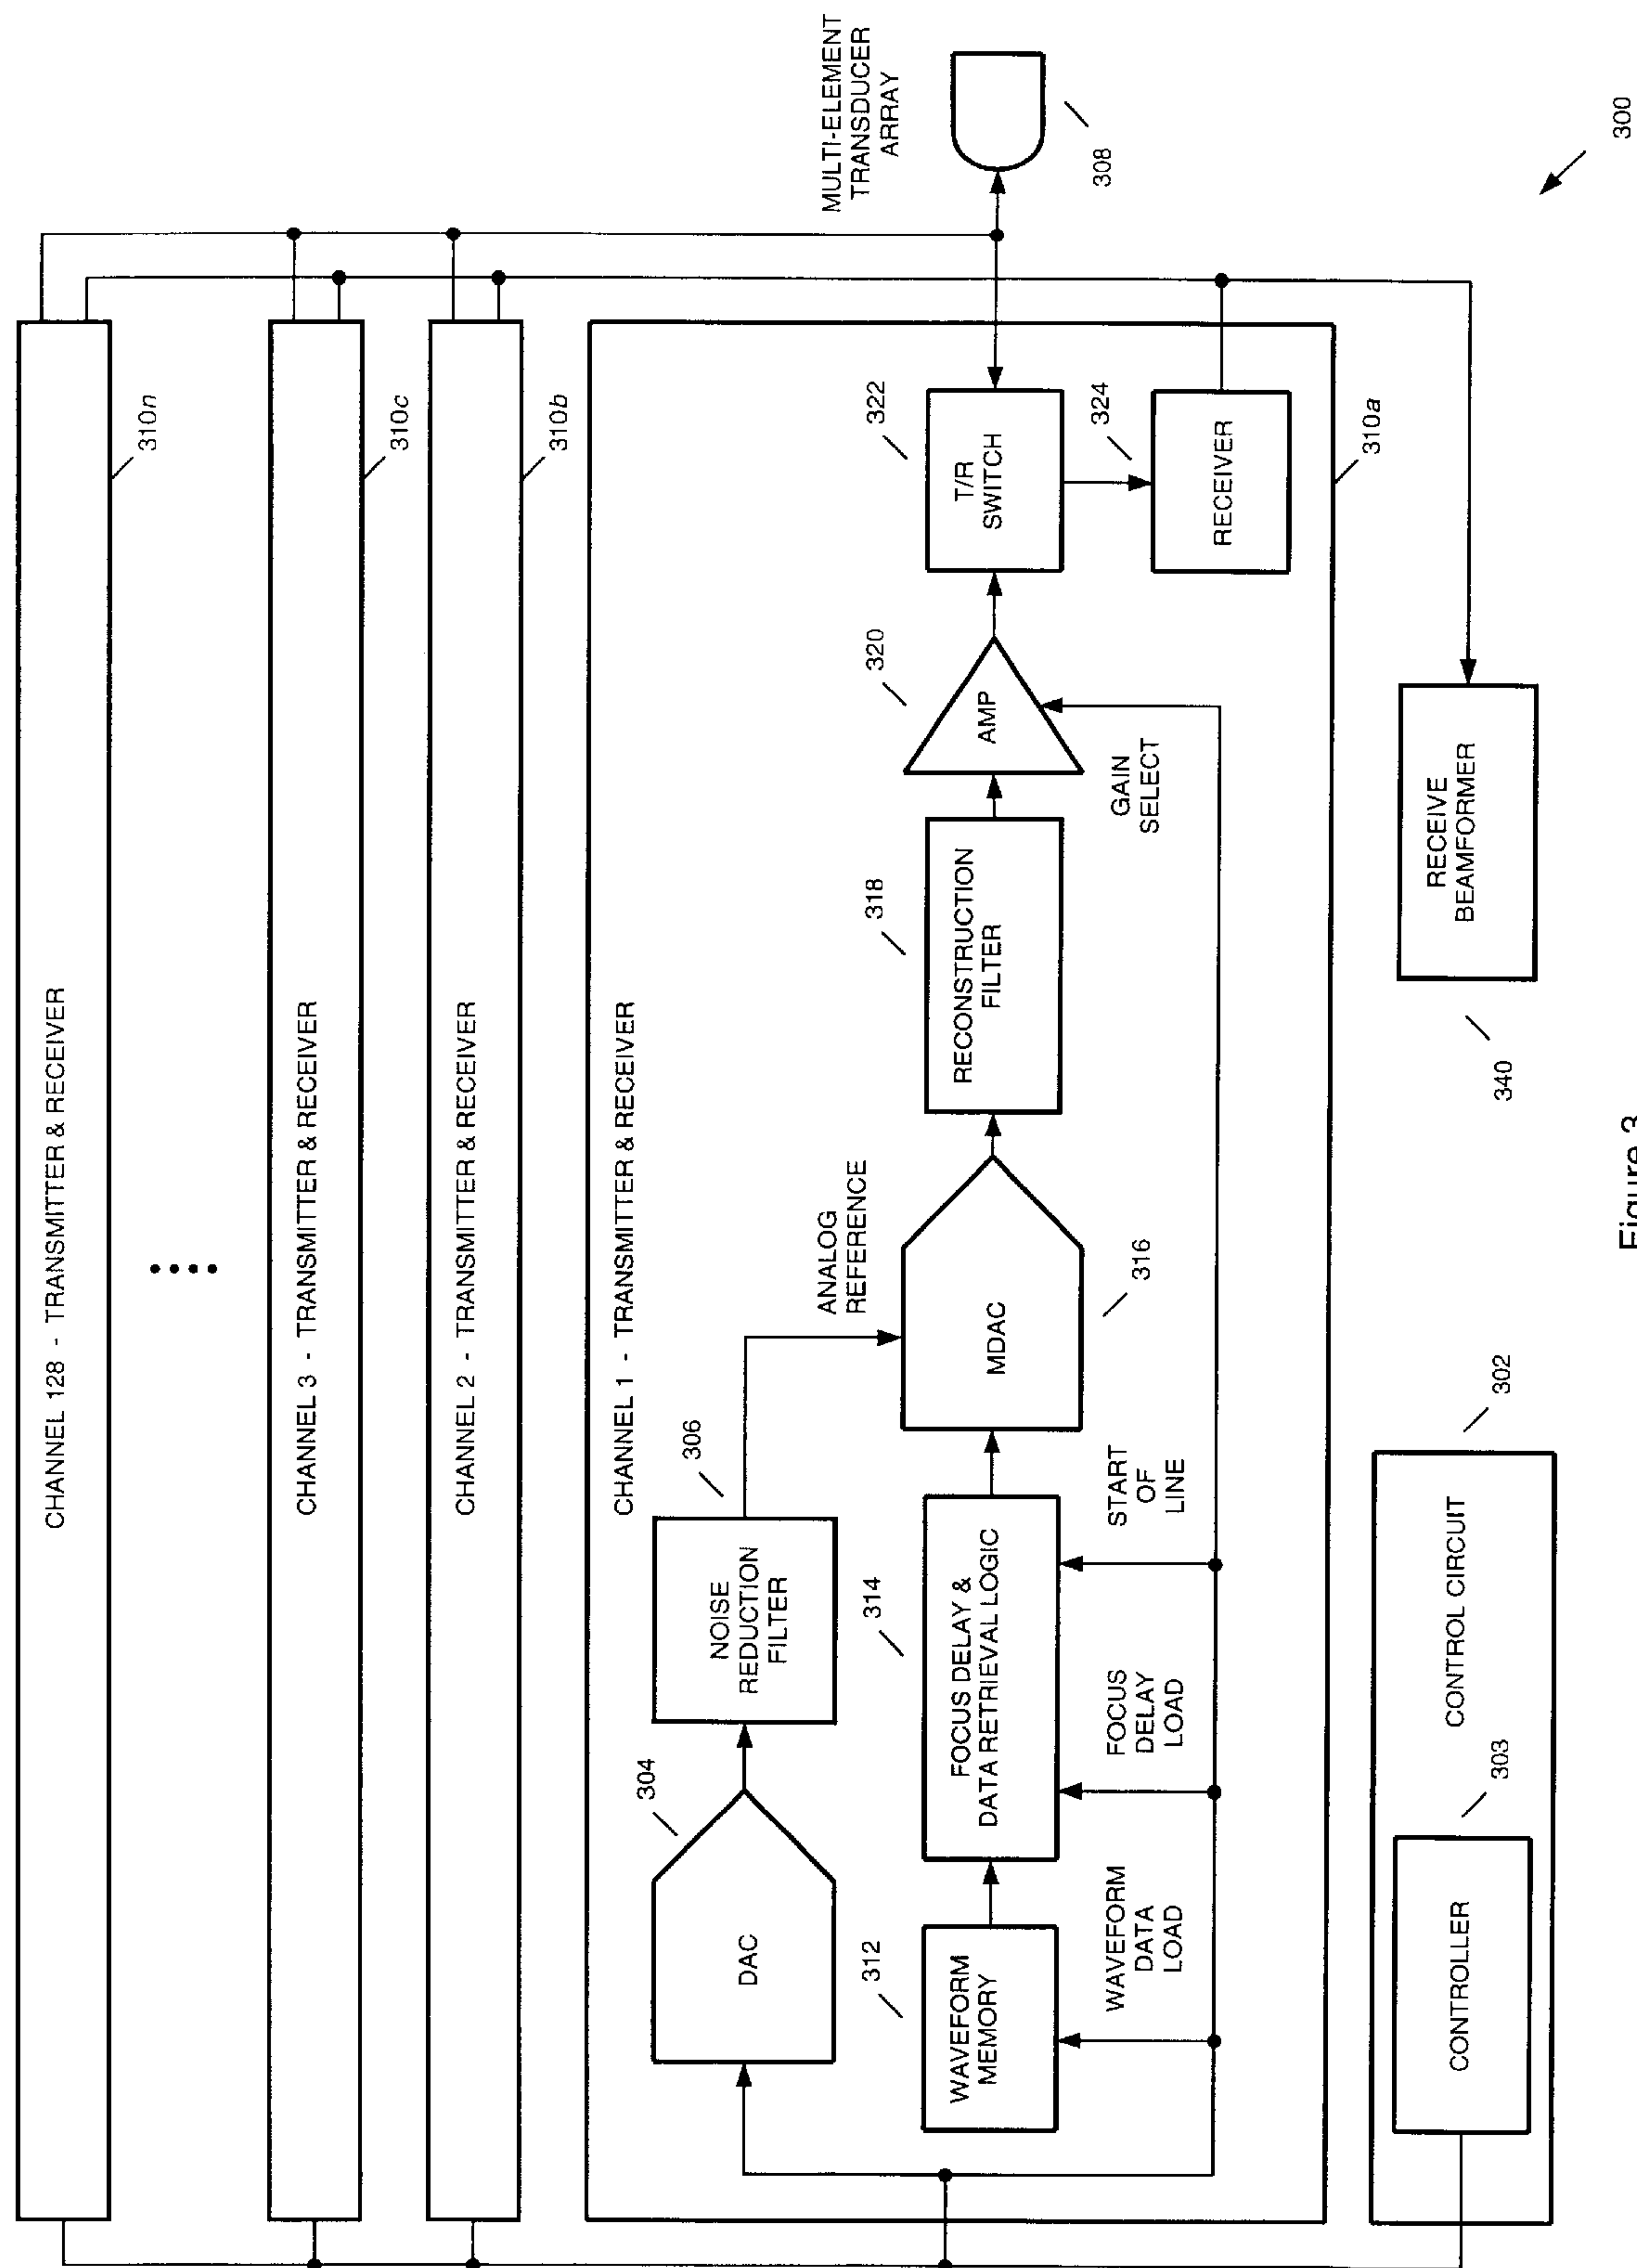 CHANNEL 128 - TRANSMITTER & RECEIVER
310n
CHANNEL 3 - TRANSMITTER & RECEIVER
310c
CHANNEL 2 - TRANSMITTER & RECEIVER
310b
CHANNEL 1 - TRANSMITTER & RECEIVER
310a
304
DAC
306
NOISE
REDUCTION
FILTER
ANALOG
REFERENCE
MULTI-ELEMENT
TRANSDUCER
ARRAY
308
312
WAVEFORM
MEMORY
314
FOCUS DELAY &
DATA RETRIEVAL LOGIC
MDAC
316
318
RECONSTRUCTION
FILTER
320
AMP
322
T/R
SWITCH
324
RECEIVER
WAVEFORM
DATA
LOAD
FOCUS
DELAY
LOAD
START
OF
LINE
GAIN
SELECT
CONTROL CIRCUIT
302
303
CONTROLLER
340
RECEIVE
BEAMFORMER
300
Figure 3